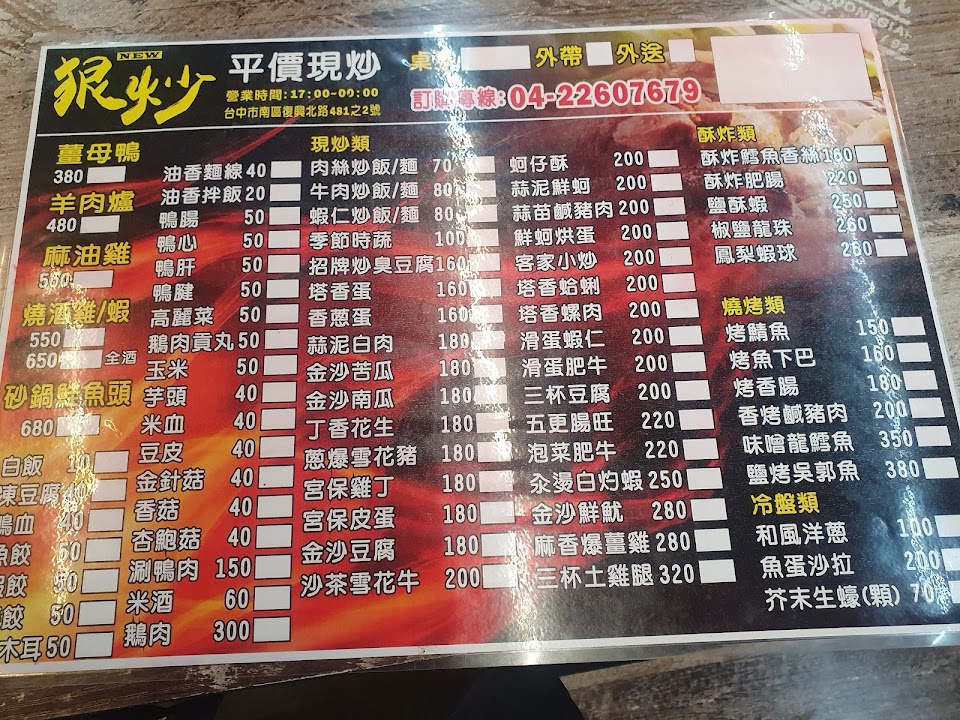 NEW
狠炒
平價現炒
營業時間:17:00~00:00
台中市南區復興北路481之2號
外帶 外送
訂購專線:04-22607679
薑母鴨
380
羊肉爐
480
麻油雞
550
燒酒雞/蝦
550
650 全酒
砂鍋鰱魚頭
680
白飯 10
凍豆腐 40
鴨血 40
魚餃 50
蝦餃 50
餃 50
木耳 50
油香麵線 40
油香拌飯 20
鴨腸 50
鴨心 50
鴨肝 50
鴨腱 50
高麗菜 50
鵝肉貢丸 50
玉米 50
芋頭 40
米血 40
豆皮 40
金針菇 40
香菇 40
杏鮑菇 40
涮鴨肉 150
米酒 60
鵝肉 300
現炒類
肉絲炒飯/麵 70
牛肉炒飯/麵 80
蝦仁炒飯/麵 80
季節時蔬 100
招牌炒臭豆腐 160
塔香蛋 160
香蔥蛋 160
蒜泥白肉 180
金沙苦瓜 180
金沙南瓜 180
丁香花生 180
蔥爆雪花豬 180
宮保雞丁 180
宮保皮蛋 180
金沙豆腐 180
沙茶雪花牛 200
蚵仔酥 200
蒜泥鮮蚵 200
蒜苗鹹豬肉 200
鮮蚵烘蛋 200
客家小炒 200
塔香蛤蜊 200
塔香螺肉 200
滑蛋蝦仁 200
滑蛋肥牛 200
三杯豆腐 200
五更腸旺 220
泡菜肥牛 220
汆燙白灼蝦 250
金沙鮮魷 280
麻香爆薑雞 280
三杯土雞腿 320
酥炸類
酥炸鱈魚香絲 160
酥炸肥腸 220
鹽酥蝦 250
椒鹽龍珠 260
鳳梨蝦球 260
燒烤類
烤鯖魚 150
烤魚下巴 160
烤香腸 180
香烤鹹豬肉 200
味噌龍鱈魚 350
鹽烤吳郭魚 380
冷盤類
和風洋蔥 100
魚蛋沙拉 200
芥末生蠔(顆) 70